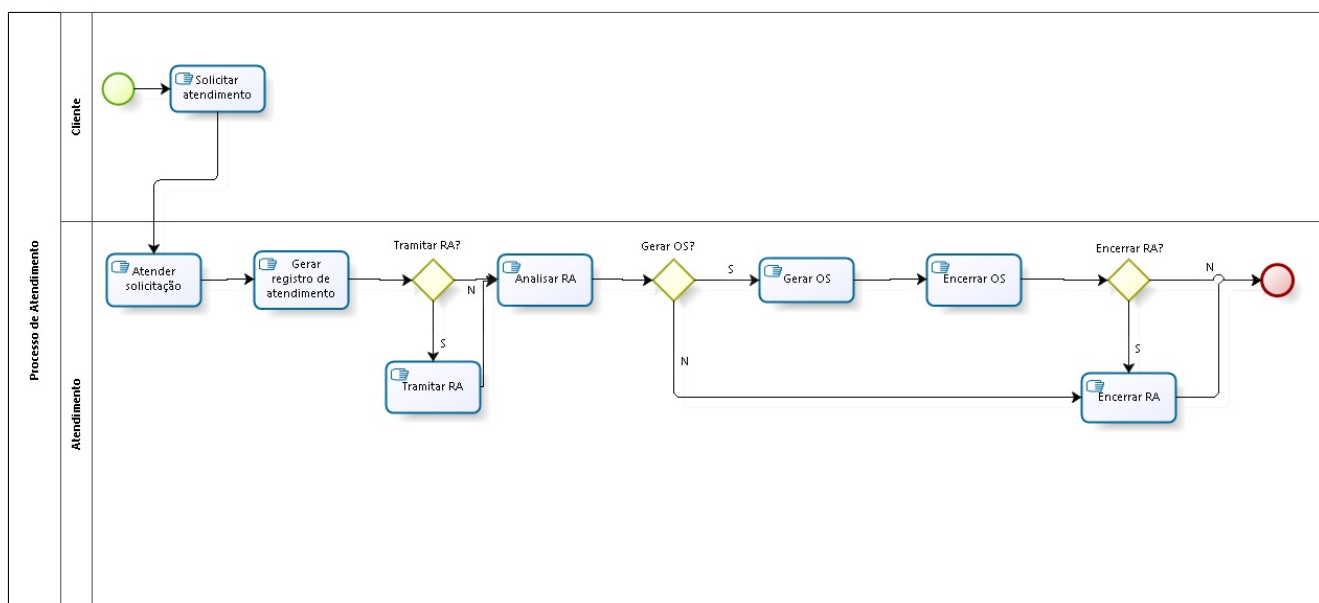 Processo de Atendimento
Cliente
Solicitar
atendimento
Atendimento
Atender
solicitação
Gerar
registro de
atendimento
Tramitar RA?
N
S
Tramitar RA
Analisar RA
Gerar OS?
S
N
Gerar OS
Encerrar OS
Encerrar RA?
N
S
Encerrar RA